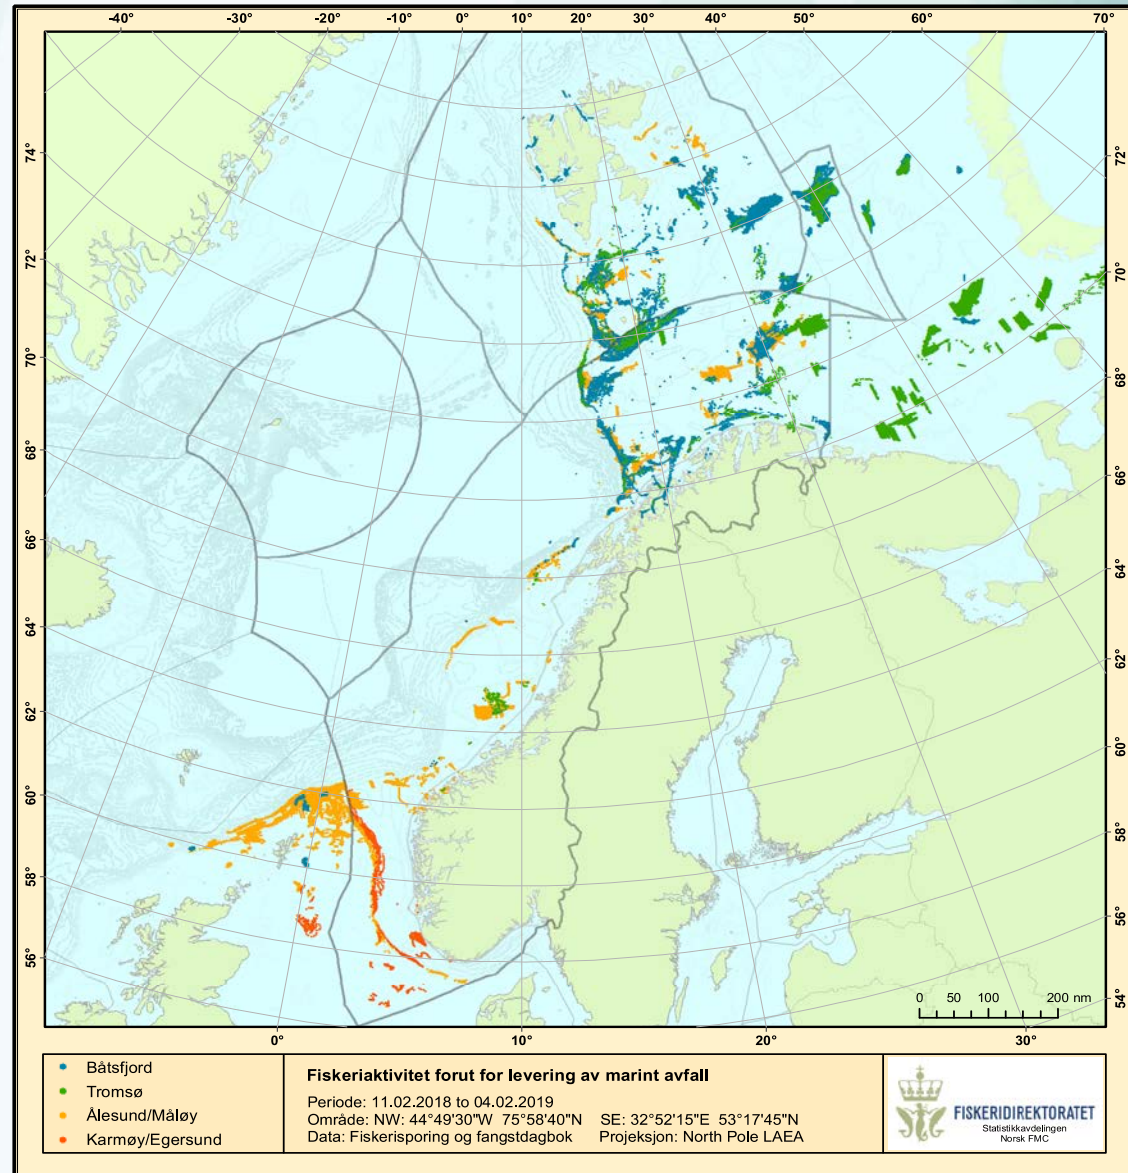 -40° -30° -20° -10° 0° 10° 20° 30° 40° 50° 60° 70°
74° 72°
72° 70°
70° 68°
68° 66°
66° 64°
64° 62°
62° 60°
60° 58°
58° 56°
56° 54°
0 50 100 200 nm
0° 10° 20° 30°
Båtsfjord
Tromsø
Ålesund/Måløy
Karmøy/Egersund
Fiskeriaktivitet forut for levering av marint avfall
Periode: 11.02.2018 to 04.02.2019
Område: NW: 44°49'30"W 75°58'40"N SE: 32°52'15"E 53°17'45"N
Data: Fiskerisporing og fangstdagbok Projeksjon: North Pole LAEA
FISKERIDIREKTORATET
Statistikkavdelingen
Norsk FMC